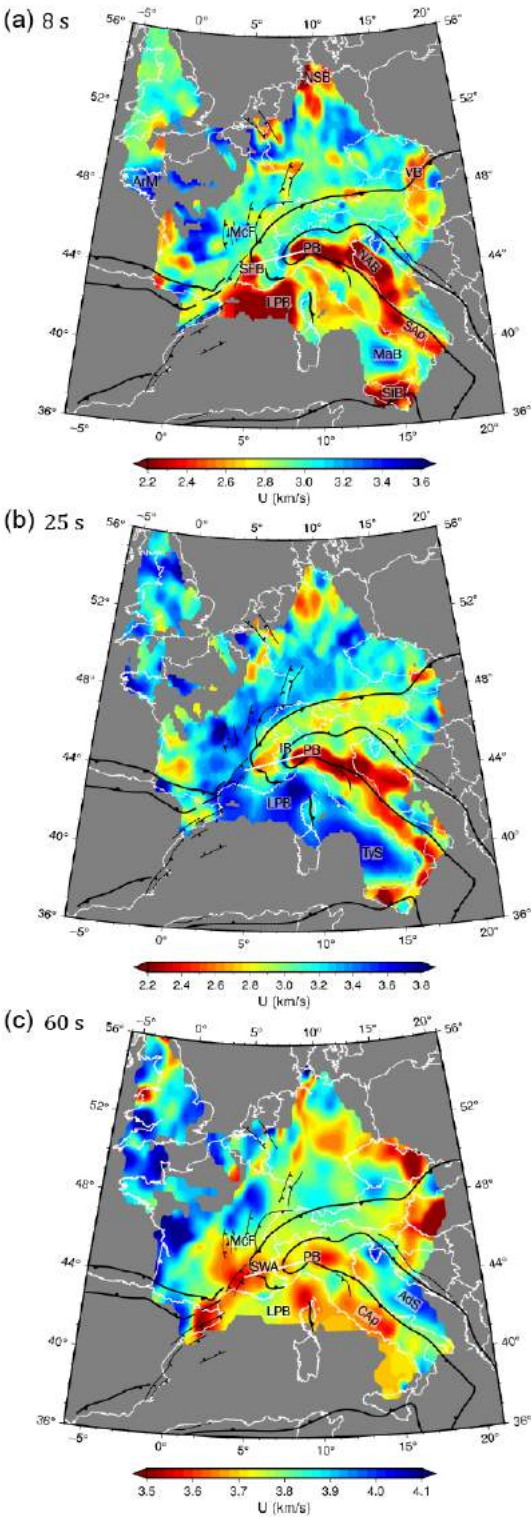 (a) 8 s
−5° 0° 5° 10° 15° 20°
56° 56°
52° 52°
48° 48°
44° 44°
40° 40°
36° 36°
−5° 0° 5° 10° 15° 20°
NSB
VB
ArM
McF
SFB
PB
NAB
LPB
SAp
MaB
SiB
2.2 2.4 2.6 2.8 3.0 3.2 3.4 3.6
U (km/s)
(b) 25 s
−5° 0° 5° 10° 15° 20°
56° 56°
52° 52°
48° 48°
44° 44°
40° 40°
36° 36°
−5° 0° 5° 10° 15° 20°
IB
PB
LPB
TyS
2.2 2.4 2.6 2.8 3.0 3.2 3.4 3.6 3.8
U (km/s)
(c) 60 s
−5° 0° 5° 10° 15° 20°
56° 56°
52° 52°
48° 48°
44° 44°
40° 40°
36° 36°
−5° 0° 5° 10° 15° 20°
McF
SWA
PB
LPB
CAp
AdS
3.5 3.6 3.7 3.8 3.9 4.0 4.1
U (km/s)